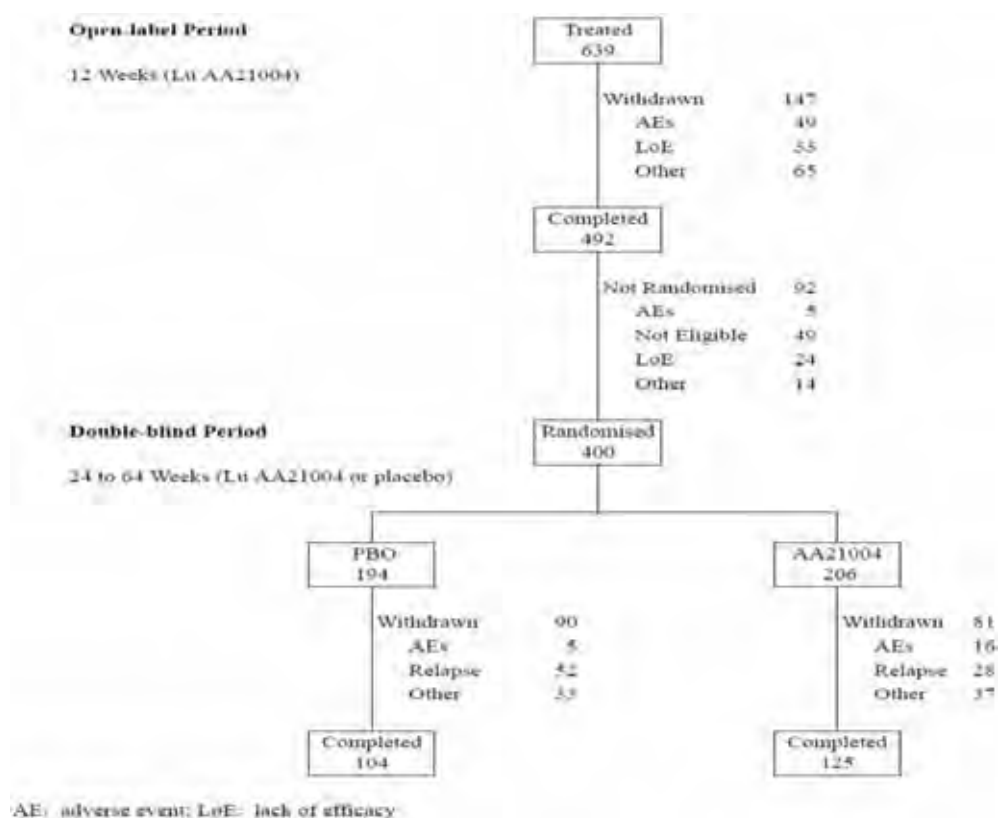 Open-label Period
12 Weeks (Lu AA21004)
Treated
639
Withdrawn 147
AEs 49
LoE 33
Other 65
Completed
492
Not Randomised 92
AEs 5
Not Eligible 49
LoE 24
Other 14
Double-blind Period
24 to 64 Weeks (Lu AA21004 or placebo)
Randomised
400
PBO
194
Withdrawn 90
AEs 5
Relapse 52
Other 33
Completed
104
AA21004
206
Withdrawn 81
AEs 16
Relapse 28
Other 37
Completed
125
AE: adverse event; LoE: lack of efficacy